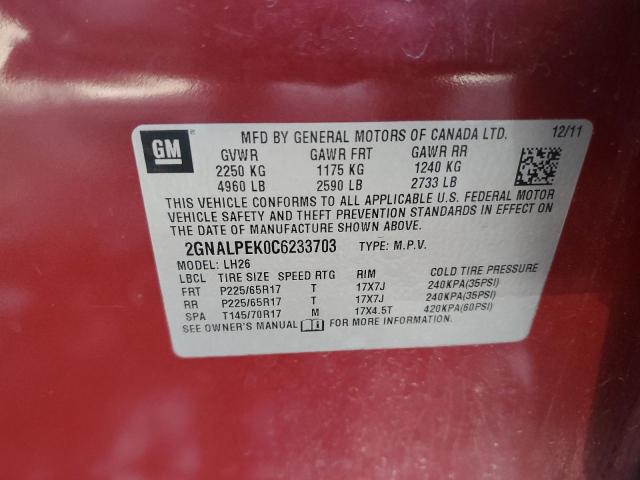 GM
MFD BY GENERAL MOTORS OF CANADA LTD. 12/11
GVWR GAWR FRT GAWR RR
2250 KG 1175 KG 1240 KG
4960 LB 2590 LB 2733 LB
THIS VEHICLE CONFORMS TO ALL APPLICABLE U.S. FEDERAL MOTOR
VEHICLE SAFETY AND THEFT PREVENTION STANDARDS IN EFFECT ON
THE DATE OF MANUFACTURE SHOWN ABOVE.
2GNALPEK0C6233703 TYPE: M.P.V.
MODEL: LH26
LBCL TIRE SIZE SPEED RTG RIM COLD TIRE PRESSURE
FRT P225/65R17 T 17X7J 240KPA(35PSI)
RR P225/65R17 T 17X7J 240KPA(35PSI)
SPA T145/70R17 M 17X4.5T 420KPA(60PSI)
SEE OWNER'S MANUAL FOR MORE INFORMATION.